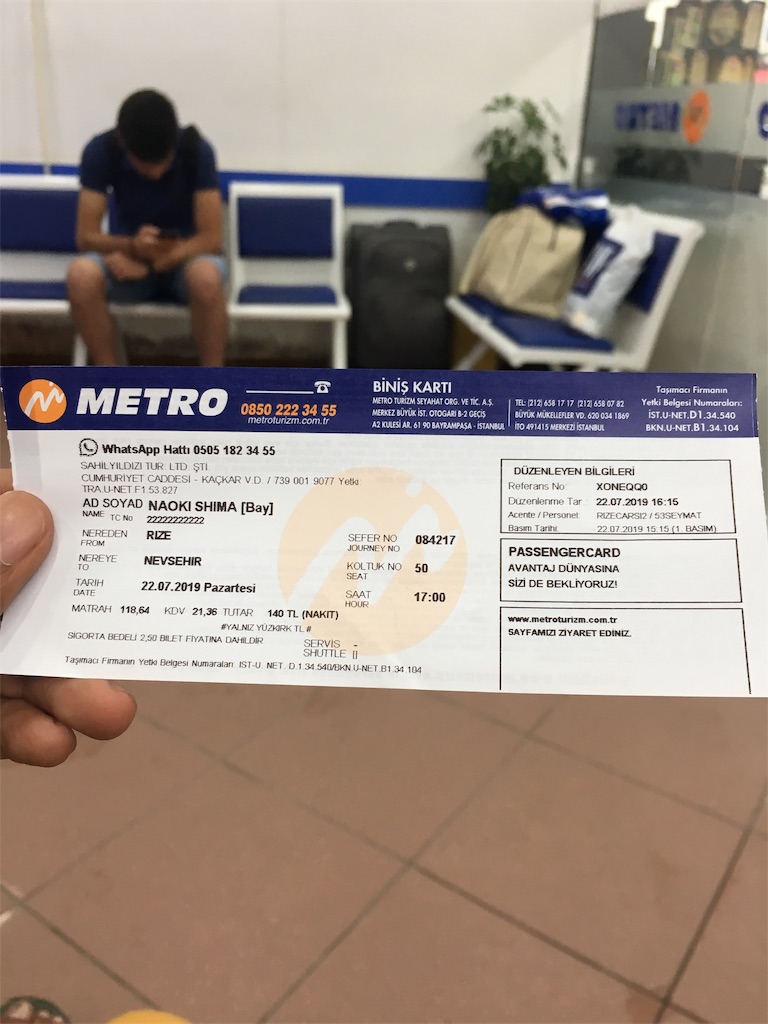 METRO
METRO
0850 222 34 55
metroturizm.com.tr
BİNİŞ KARTI
METRO TURİZM SEYAHAT ORG. VE TİC. A.Ş.
MERKEZ BÜYÜK İST. OTOGARI B-2 GEÇİŞ
A2 KULESİ AR. 61 90 BAYRAMPAŞA - İSTANBUL
TEL: (212) 658 17 17 (212) 658 07 82
BÜYÜK MÜKELLEFLER VD. 620 034 1869
İTO 491415 MERKEZİ İSTANBUL
Taşımacı Firmanın
Yetki Belgesi Numaraları:
İST.U-NET.D1.34.540
BKN.U-NET.B1.34.104
WhatsApp Hattı 0505 182 34 55
SAHİLYILDIZI TUR. LTD. ŞTİ
CUMHURİYET CADDESİ - KAÇKAR V.D. / 739 001 9077 Yetki:
TRA.U-NET.F1.53.827
AD SOYAD NAOKI SHIMA [Bay]
NAME TC No 22222222222
NEREDEN RIZE
FROM
NEREYE NEVSEHIR
TO
TARİH 22.07.2019 Pazartesi
DATE
SEFER NO 084217
JOURNEY NO
KOLTUK NO 50
SEAT
SAAT 17:00
HOUR
MATRAH 118,64 KDV 21,36 TUTAR 140 TL (NAKİT)
#YALNIZ YÜZKIRK TL #
SİGORTA BEDELİ 2,50 BİLET FİYATINA DAHİLDİR
SERVİS -
SHUTTLE []
Taşımacı Firmanın Yetki Belgesi Numaraları: IST-U. NET. D.1.34.540/BKN.U-NET.B1.34.104
DÜZENLEYEN BİLGİLERİ
Referans No: XONEQQ0
Düzenlenme Tar: 22.07.2019 16:15
Acente / Personel: RIZECARSI2 / 53SEYMAT
Basım Tarihi: 22.07.2019 15:15 (1. BASIM)
PASSENGERCARD
AVANTAJ DÜNYASINA
SİZİ DE BEKLİYORUZ!
www.metroturizm.com.tr
SAYFAMIZI ZİYARET EDİNİZ.